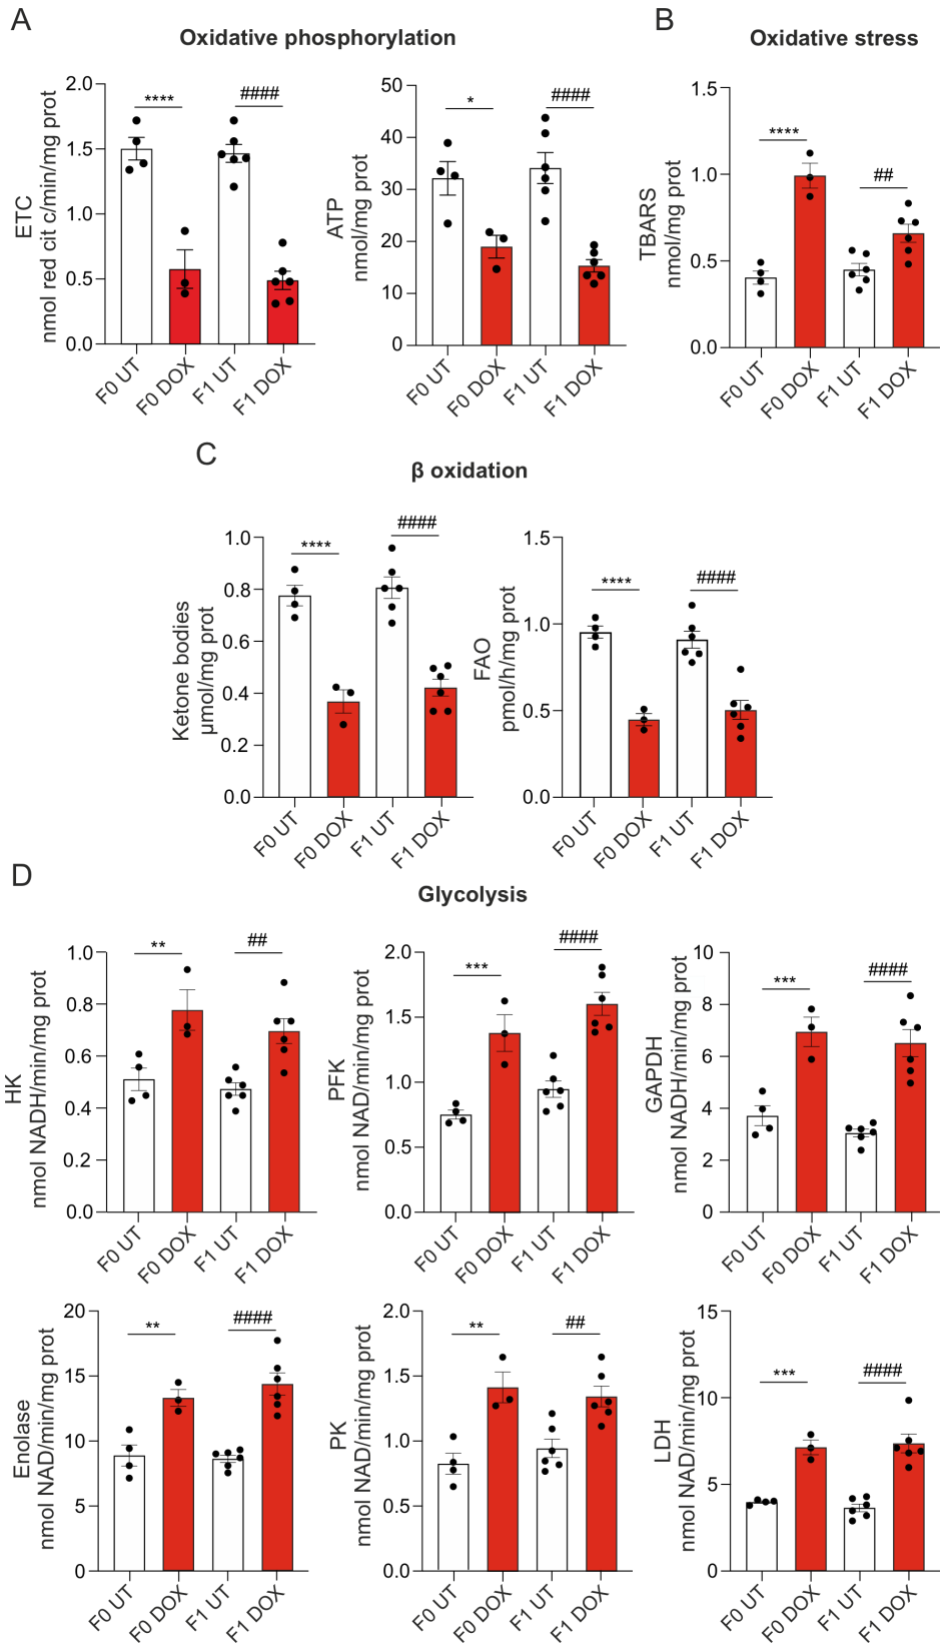 A
Oxidative phosphorylation
ETC
nmol red cit c/min/mg prot
2.0
1.5
1.0
0.5
0.0
****
####
F0 UT
F0 DOX
F1 UT
F1 DOX
ATP
nmol/mg prot
50
40
30
20
10
0
*
####
F0 UT
F0 DOX
F1 UT
F1 DOX
B
Oxidative stress
TBARS
nmol/mg prot
1.5
1.0
0.5
0.0
****
##
F0 UT
F0 DOX
F1 UT
F1 DOX
C
β oxidation
Ketone bodies
µmol/mg prot
1.0
0.8
0.6
0.4
0.2
0.0
****
####
F0 UT
F0 DOX
F1 UT
F1 DOX
FAO
pmol/h/mg prot
1.5
1.0
0.5
0.0
****
####
F0 UT
F0 DOX
F1 UT
F1 DOX
D
Glycolysis
HK
nmol NADH/min/mg prot
1.0
0.8
0.6
0.4
0.2
0.0
**
##
F0 UT
F0 DOX
F1 UT
F1 DOX
PFK
nmol NAD/min/mg prot
2.0
1.5
1.0
0.5
0.0
***
####
F0 UT
F0 DOX
F1 UT
F1 DOX
GAPDH
nmol NADH/min/mg prot
10
8
6
4
2
0
***
####
F0 UT
F0 DOX
F1 UT
F1 DOX
Enolase
nmol NAD/min/mg prot
20
15
10
5
0
**
####
F0 UT
F0 DOX
F1 UT
F1 DOX
PK
nmol NAD/min/mg prot
2.0
1.5
1.0
0.5
0.0
**
##
F0 UT
F0 DOX
F1 UT
F1 DOX
LDH
nmol NAD/min/mg prot
15
10
5
0
***
####
F0 UT
F0 DOX
F1 UT
F1 DOX